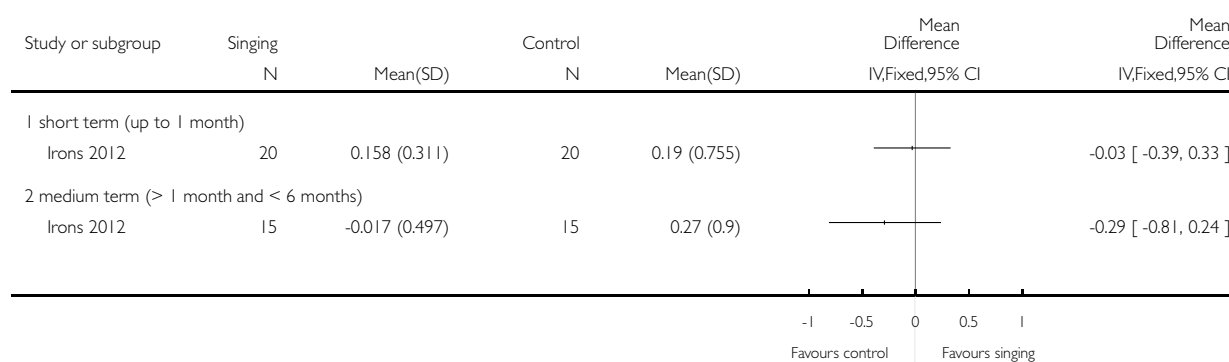 Mean Mean
Study or subgroup Singing Control Difference Difference
N Mean(SD) N Mean(SD) IV,Fixed,95% CI IV,Fixed,95% CI
1 short term (up to 1 month)
Irons 2012 20 0.158 (0.311) 20 0.19 (0.755) -0.03 [ -0.39, 0.33 ]
2 medium term (> 1 month and < 6 months)
Irons 2012 15 -0.017 (0.497) 15 0.27 (0.9) -0.29 [ -0.81, 0.24 ]
-1 -0.5 0 0.5 1
Favours control Favours singing